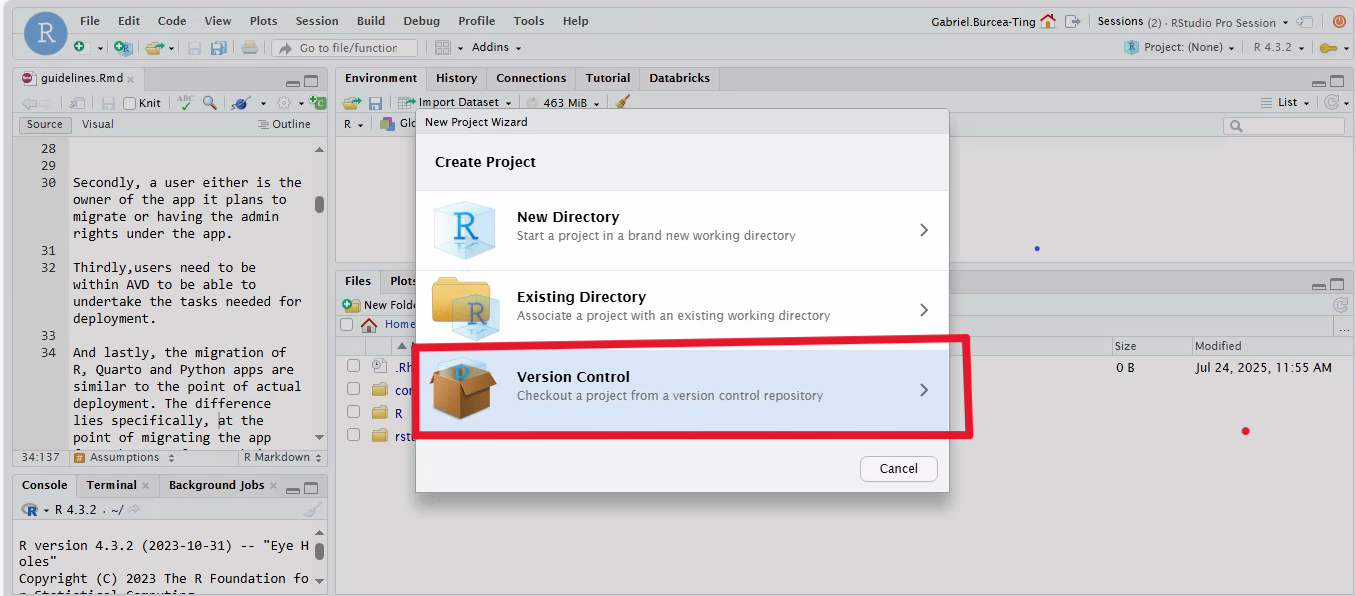 File Edit Code View Plots Session Build Debug Profile Tools Help
Gabriel.Burcea-Ting Sessions (2) · RStudio Pro Session
R
Go to file/function Addins
Project: (None) R 4.3.2
guidelines.Rmd
Knit ABC
Source Visual Outline
28
29
30 Secondly, a user either is the
owner of the app it plans to
migrate or having the admin
rights under the app.
31
32 Thirdly,users need to be
within AVD to be able to
undertake the tasks needed for
deployment.
33
34 And lastly, the migration of
R, Quarto and Python apps are
similar to the point of actual
deployment. The difference
lies specifically, at the
point of migrating the app
34:137 # Assumptions R Markdown
Console Terminal Background Jobs
R R 4.3.2 . ~/
R version 4.3.2 (2023-10-31) -- "Eye H
oles"
Copyright (C) 2023 The R Foundation fo
r Statistical Computing
Environment History Connections Tutorial Databricks
Import Dataset 463 MiB List
R Glo
New Project Wizard
Create Project
R New Directory
Start a project in a brand new working directory
R Existing Directory
Associate a project with an existing working directory
Version Control
Checkout a project from a version control repository
Cancel
Files Plots
New Folde
Home ...
Size Modified
.Rh 0 B Jul 24, 2025, 11:55 AM
con
R
rst